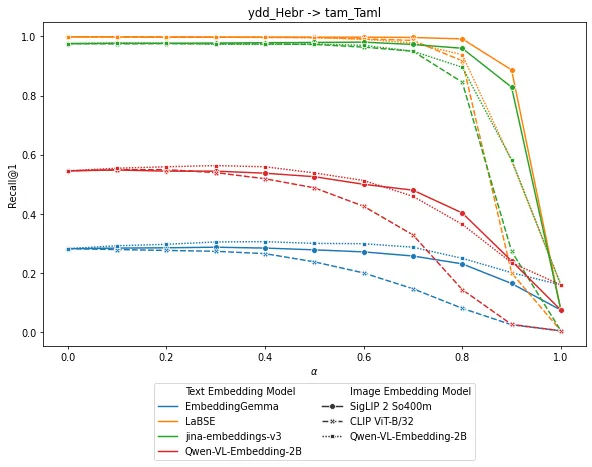 ydd_Hebr -> tam_Taml
Recall@1
1.0
0.8
0.6
0.4
0.2
0.0
0.0 0.2 0.4 0.6 0.8 1.0
α
Text Embedding Model
EmbeddingGemma
LaBSE
jina-embeddings-v3
Qwen-VL-Embedding-2B
Image Embedding Model
SigLIP 2 So400m
CLIP ViT-B/32
Qwen-VL-Embedding-2B